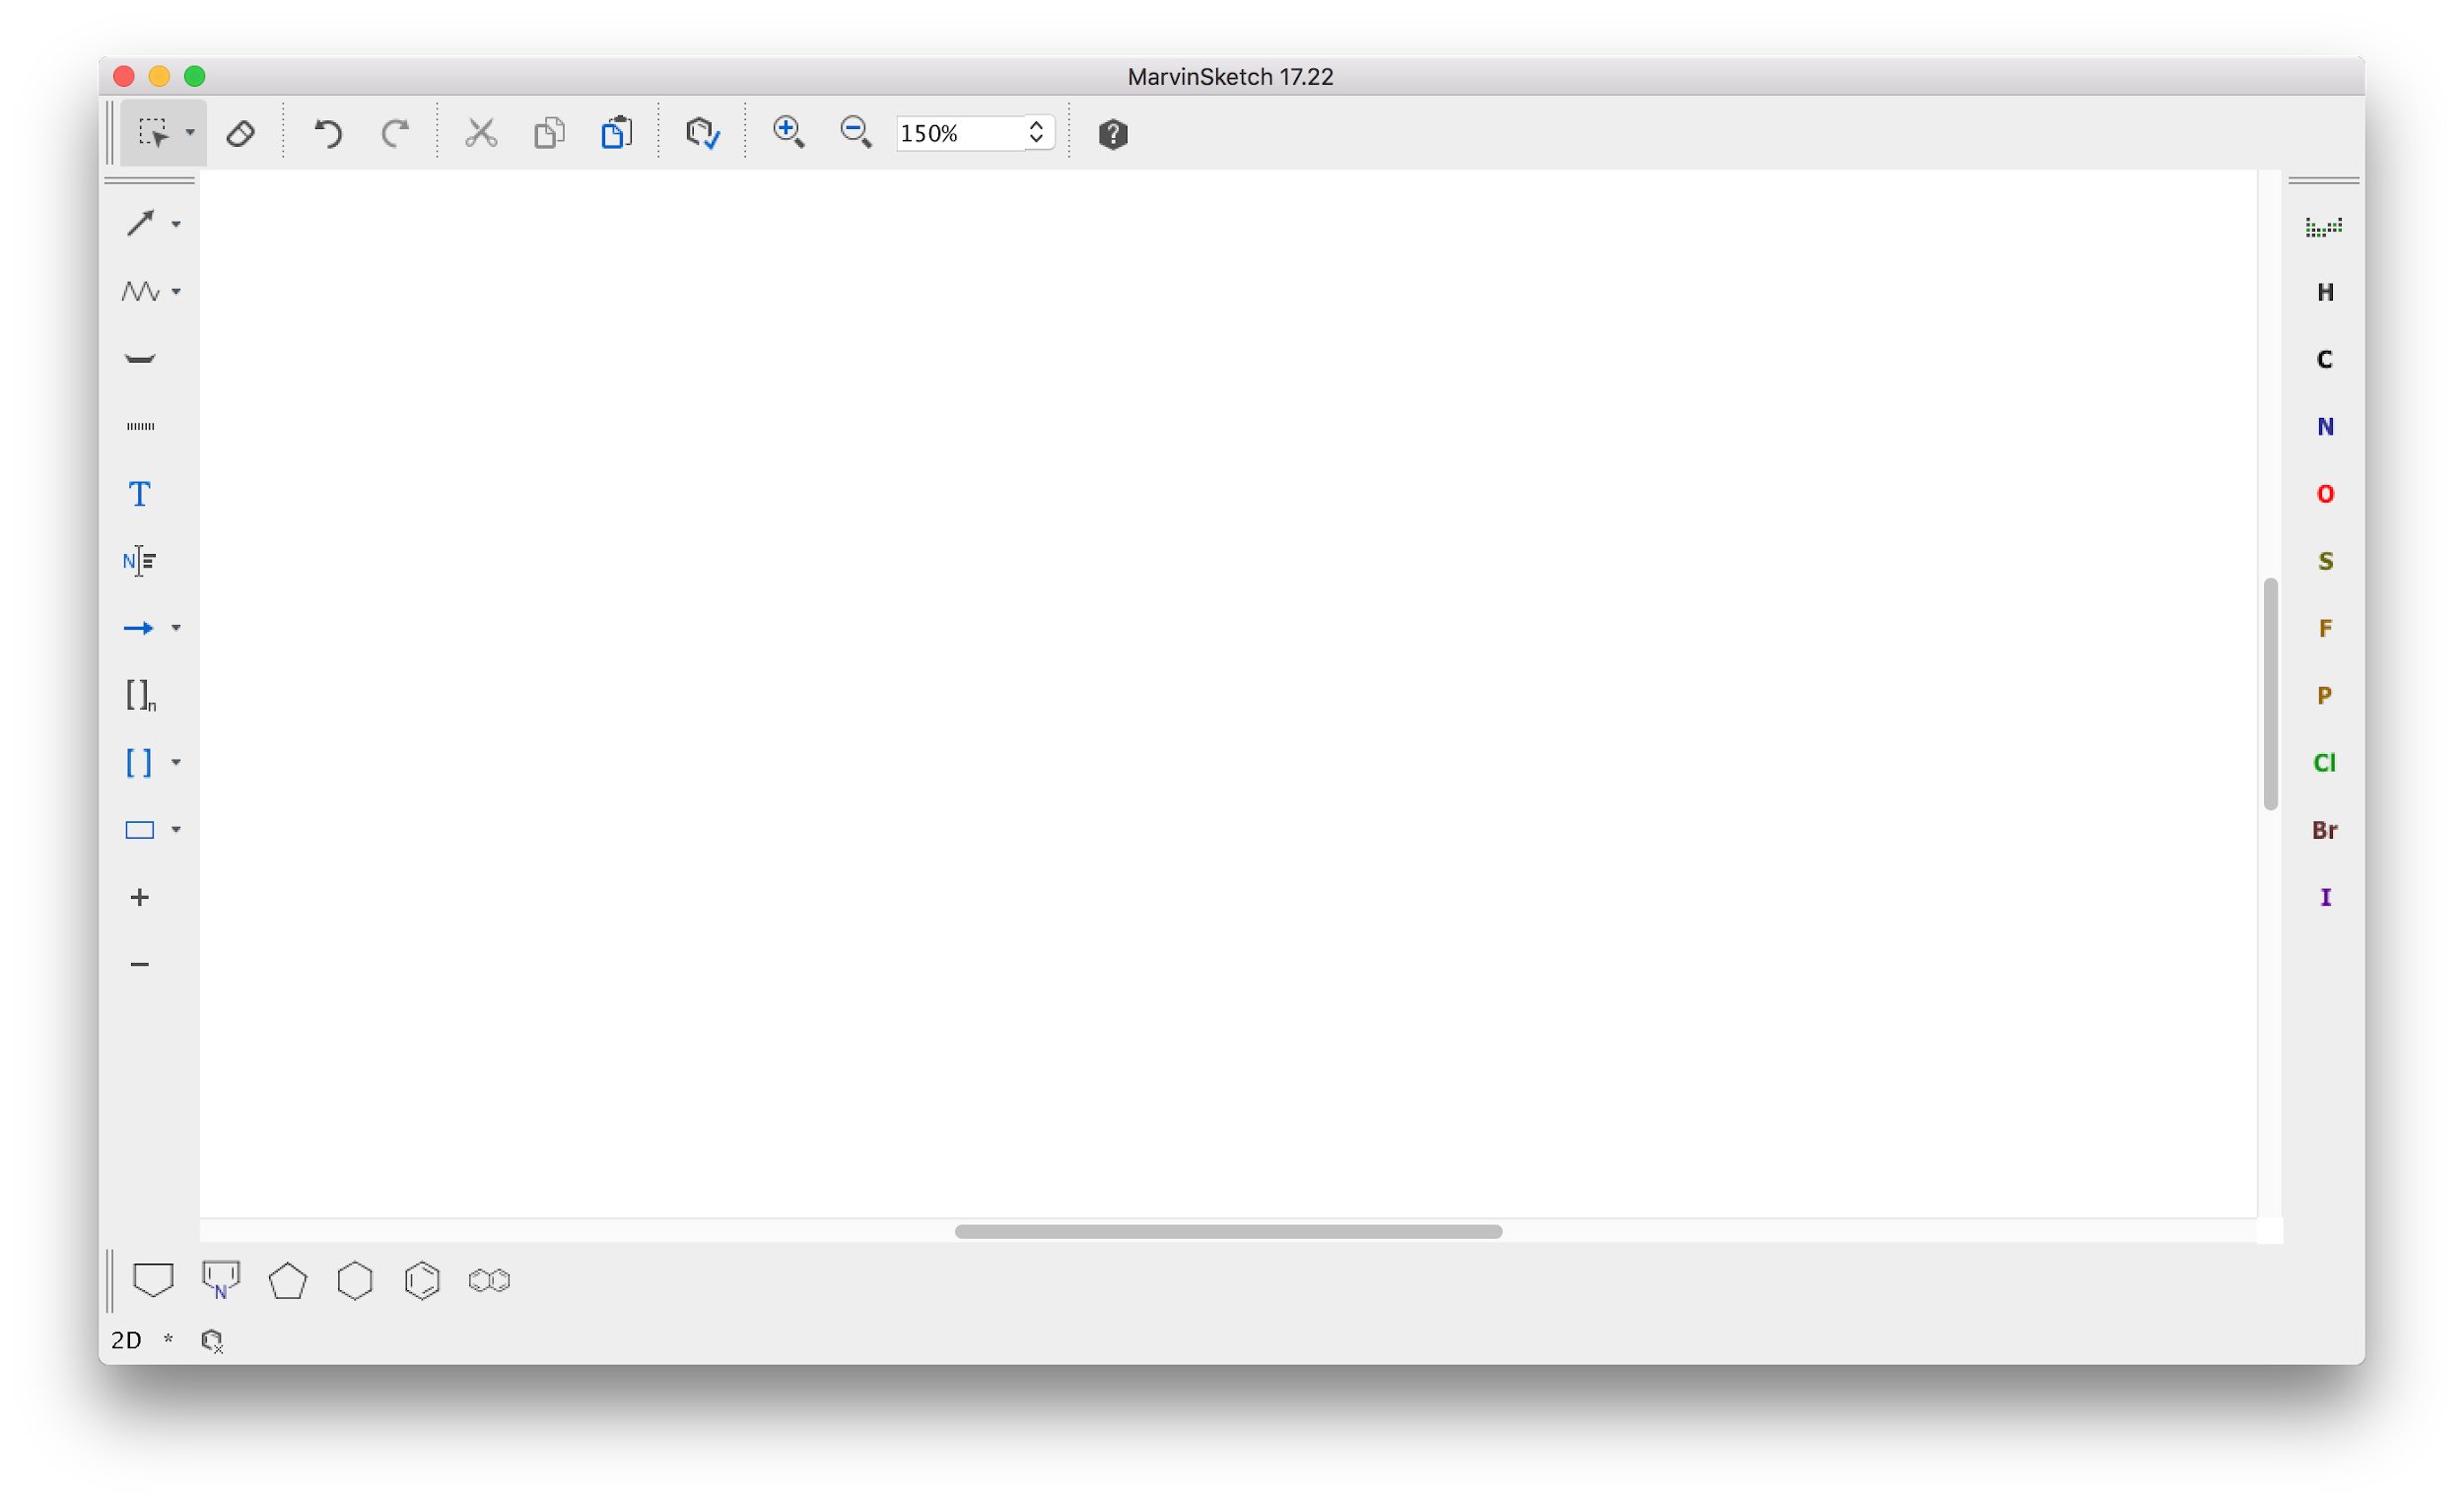 MarvinSketch 17.22
150%
?
H
C
N
O
S
F
P
Cl
Br
I
T
N
[ ]n
[ ]
+
−
N
2D *